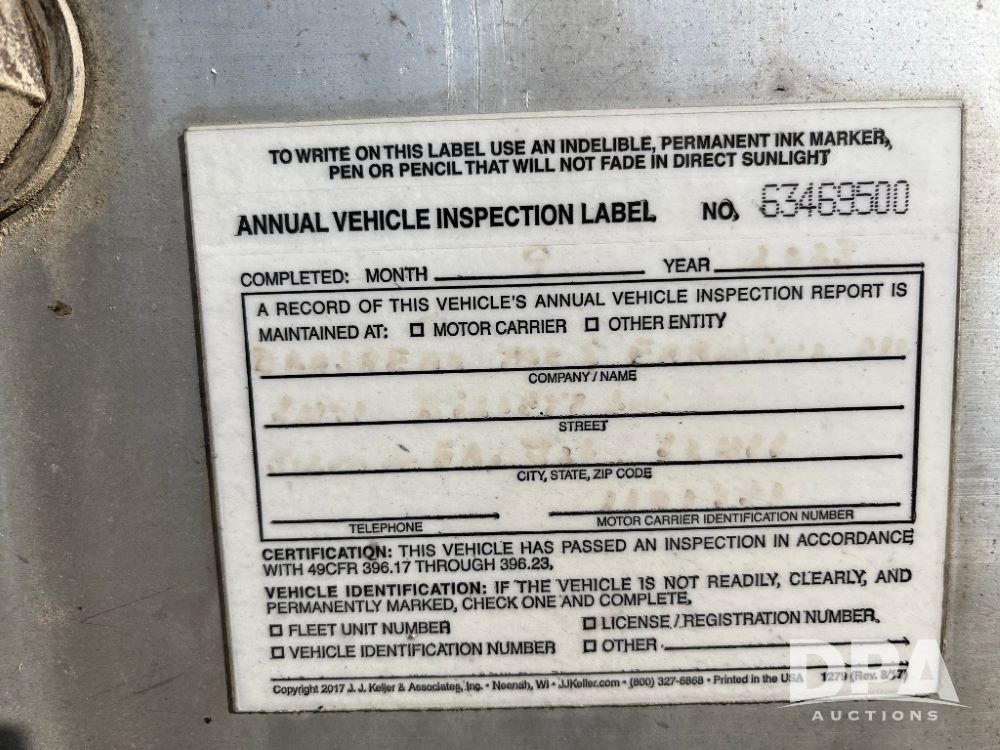 TO WRITE ON THIS LABEL USE AN INDELIBLE, PERMANENT INK MARKER,
PEN OR PENCIL THAT WILL NOT FADE IN DIRECT SUNLIGHT
ANNUAL VEHICLE INSPECTION LABEL NO. 63469500
COMPLETED: MONTH YEAR
A RECORD OF THIS VEHICLE'S ANNUAL VEHICLE INSPECTION REPORT IS
MAINTAINED AT: ☐ MOTOR CARRIER ☐ OTHER ENTITY
COMPANY / NAME
STREET
CITY, STATE, ZIP CODE
TELEPHONE MOTOR CARRIER IDENTIFICATION NUMBER
CERTIFICATION: THIS VEHICLE HAS PASSED AN INSPECTION IN ACCORDANCE
WITH 49CFR 396.17 THROUGH 396.23.
VEHICLE IDENTIFICATION: IF THE VEHICLE IS NOT READILY, CLEARLY, AND
PERMANENTLY MARKED, CHECK ONE AND COMPLETE.
☐ FLEET UNIT NUMBER ☐ LICENSE / REGISTRATION NUMBER
☐ VEHICLE IDENTIFICATION NUMBER ☐ OTHER
Copyright 2017 J. J. Keller & Associates, Inc. • Neenah, WI • JJKeller.com • (800) 327-6868 • Printed in the USA 1279 (Rev. 8/17)
DPA
AUCTIONS